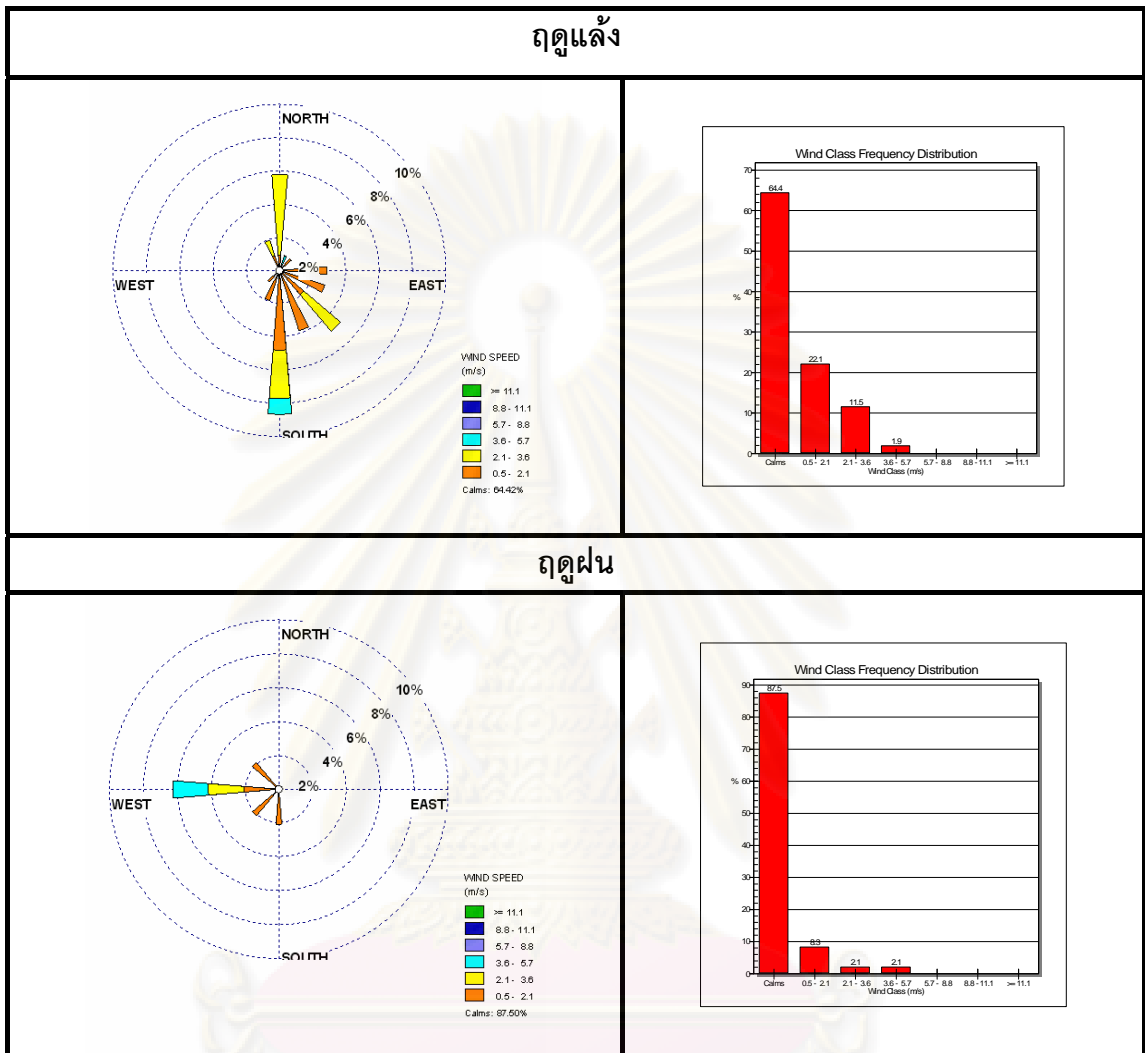 ฤดูแล้ง
NORTH
10%
8%
6%
4%
2%
WEST
EAST
SOUTH
WIND SPEED
(m/s)
>= 11.1
8.8 - 11.1
5.7 - 8.8
3.6 - 5.7
2.1 - 3.6
0.5 - 2.1
Calms: 64.42%
Wind Class Frequency Distribution
70
64.4
60
50
40
%
30
22.1
20
11.5
10
1.9
0
Calms 0.5 - 2.1 2.1 - 3.6 3.6 - 5.7 5.7 - 8.8 8.8 - 11.1 >= 11.1
Wind Class (m/s)
ฤดูฝน
NORTH
10%
8%
6%
4%
2%
WEST
EAST
SOUTH
WIND SPEED
(m/s)
>= 11.1
8.8 - 11.1
5.7 - 8.8
3.6 - 5.7
2.1 - 3.6
0.5 - 2.1
Calms: 87.50%
Wind Class Frequency Distribution
90
87.5
80
70
% 60
50
40
30
20
10
8.3
2.1
2.1
0
Calms 0.5 - 2.1 2.1 - 3.6 3.6 - 5.7 5.7 - 8.8 8.8 - 11.1 >= 11.1
Wind Class (m/s)